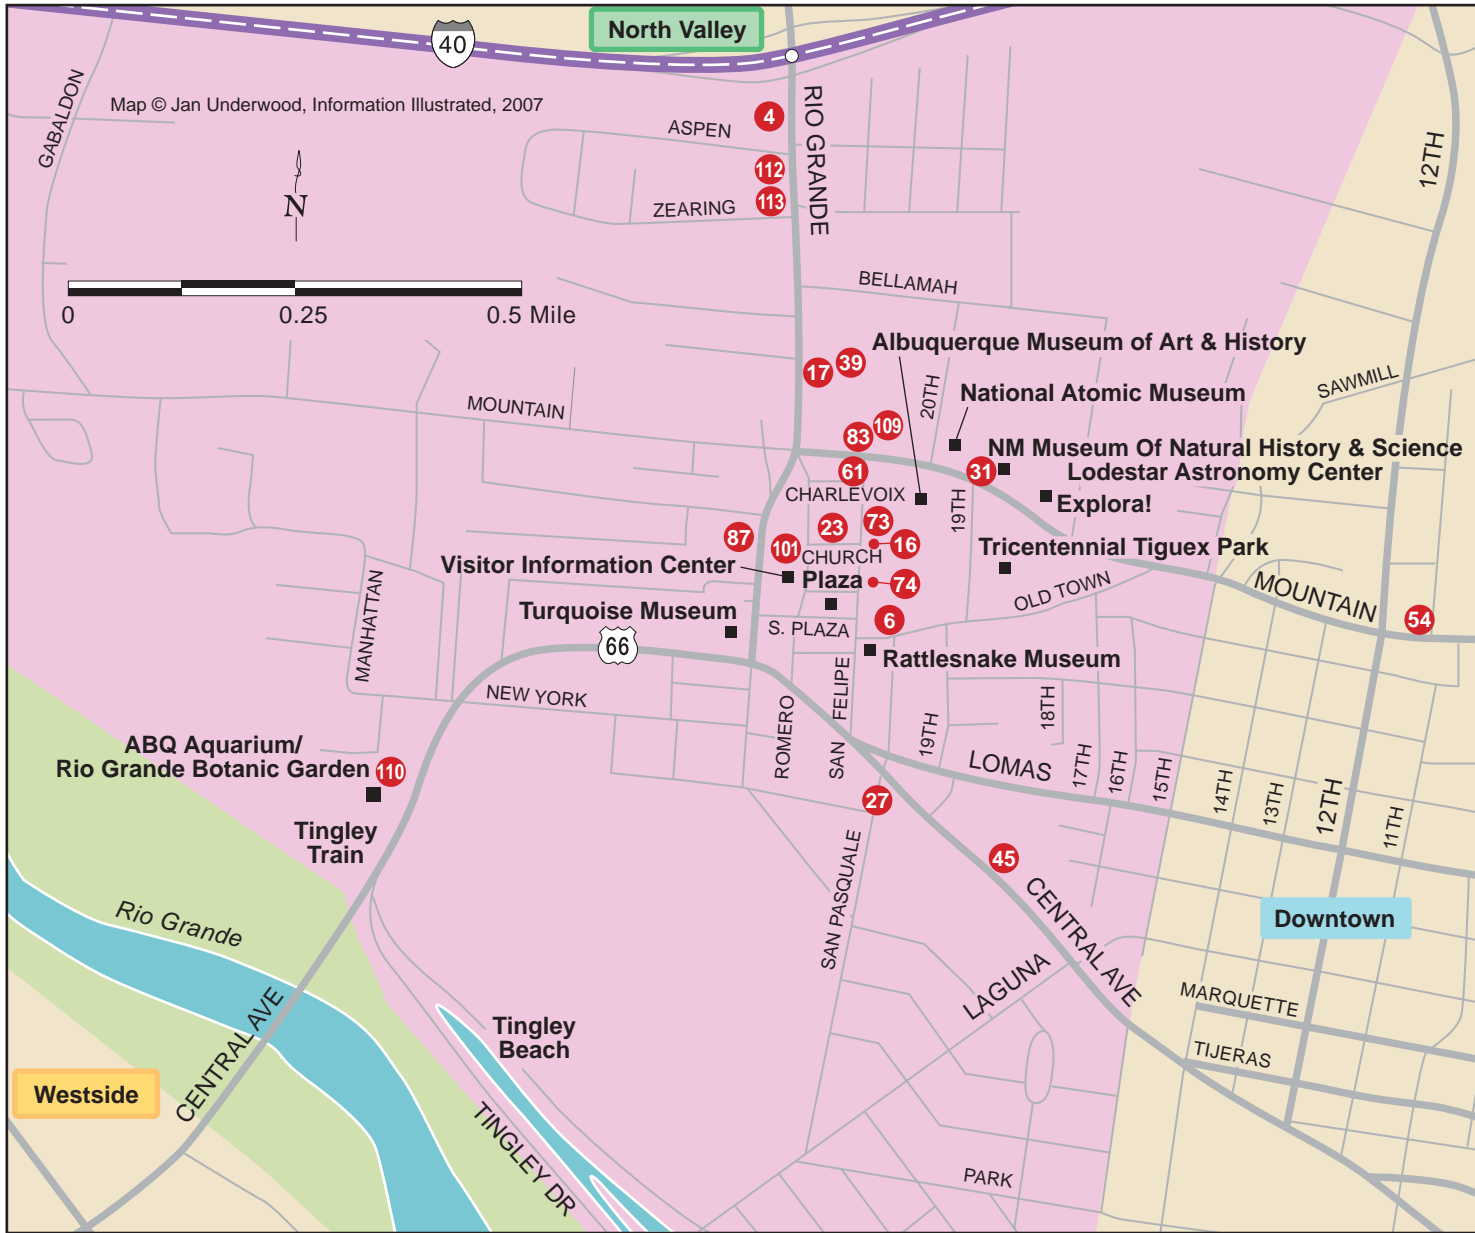 North Valley
40
Map © Jan Underwood, Information Illustrated, 2007
GABALDON
ASPEN
4
RIO GRANDE
12TH
112
113
ZEARING
N
0
0.25
0.5 Mile
BELLAMAH
Albuquerque Museum of Art & History
17
39
20TH
National Atomic Museum
SAWMILL
MOUNTAIN
83
109
NM Museum Of Natural History & Science
Lodestar Astronomy Center
61
31
CHARLEVOIX
19TH
Explora!
87
101
23
73
16
CHURCH
Tricentennial Tiguex Park
Visitor Information Center
Plaza
74
OLD TOWN
MOUNTAIN
54
Turquoise Museum
S. PLAZA
6
MANHATTAN
66
Rattlesnake Museum
NEW YORK
ROMERO
SAN FELIPE
19TH
18TH
LOMAS
17TH
16TH
15TH
14TH
13TH
12TH
11TH
ABQ Aquarium/
Rio Grande Botanic Garden
110
Tingley
Train
27
45
SAN PASQUALE
CENTRAL AVE
Downtown
Rio Grande
LAGUNA
MARQUETTE
TIJERAS
CENTRAL AVE
Tingley
Beach
Westside
TINGLEY DR
PARK